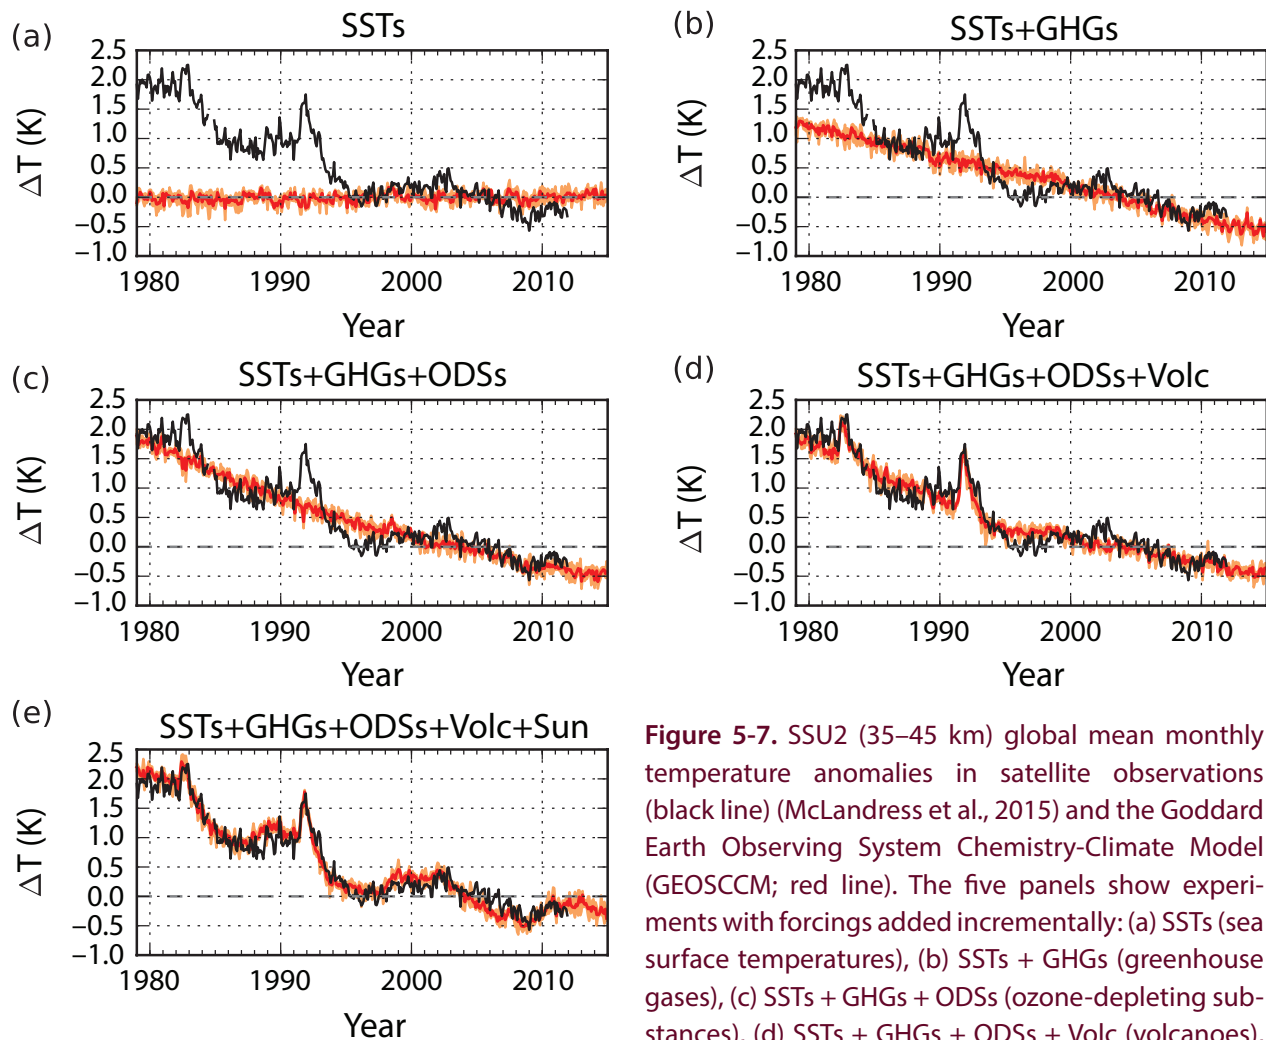 (a)
SSTs
2.5
2.0
1.5
1.0
0.5
0.0
−0.5
−1.0
ΔT (K)
1980 1990 2000 2010
Year
(b)
SSTs+GHGs
2.5
2.0
1.5
1.0
0.5
0.0
−0.5
−1.0
ΔT (K)
1980 1990 2000 2010
Year
(c)
SSTs+GHGs+ODSs
2.5
2.0
1.5
1.0
0.5
0.0
−0.5
−1.0
ΔT (K)
1980 1990 2000 2010
Year
(d)
SSTs+GHGs+ODSs+Volc
2.5
2.0
1.5
1.0
0.5
0.0
−0.5
−1.0
ΔT (K)
1980 1990 2000 2010
Year
(e)
SSTs+GHGs+ODSs+Volc+Sun
2.5
2.0
1.5
1.0
0.5
0.0
−0.5
−1.0
ΔT (K)
1980 1990 2000 2010
Year
Figure 5-7. SSU2 (35–45 km) global mean monthly
temperature anomalies in satellite observations
(black line) (McLandress et al., 2015) and the Goddard
Earth Observing System Chemistry-Climate Model
(GEOSCCM; red line). The five panels show experi-
ments with forcings added incrementally: (a) SSTs (sea
surface temperatures), (b) SSTs + GHGs (greenhouse
gases), (c) SSTs + GHGs + ODSs (ozone-depleting sub-
stances), (d) SSTs + GHGs + ODSs + Volc (volcanoes),